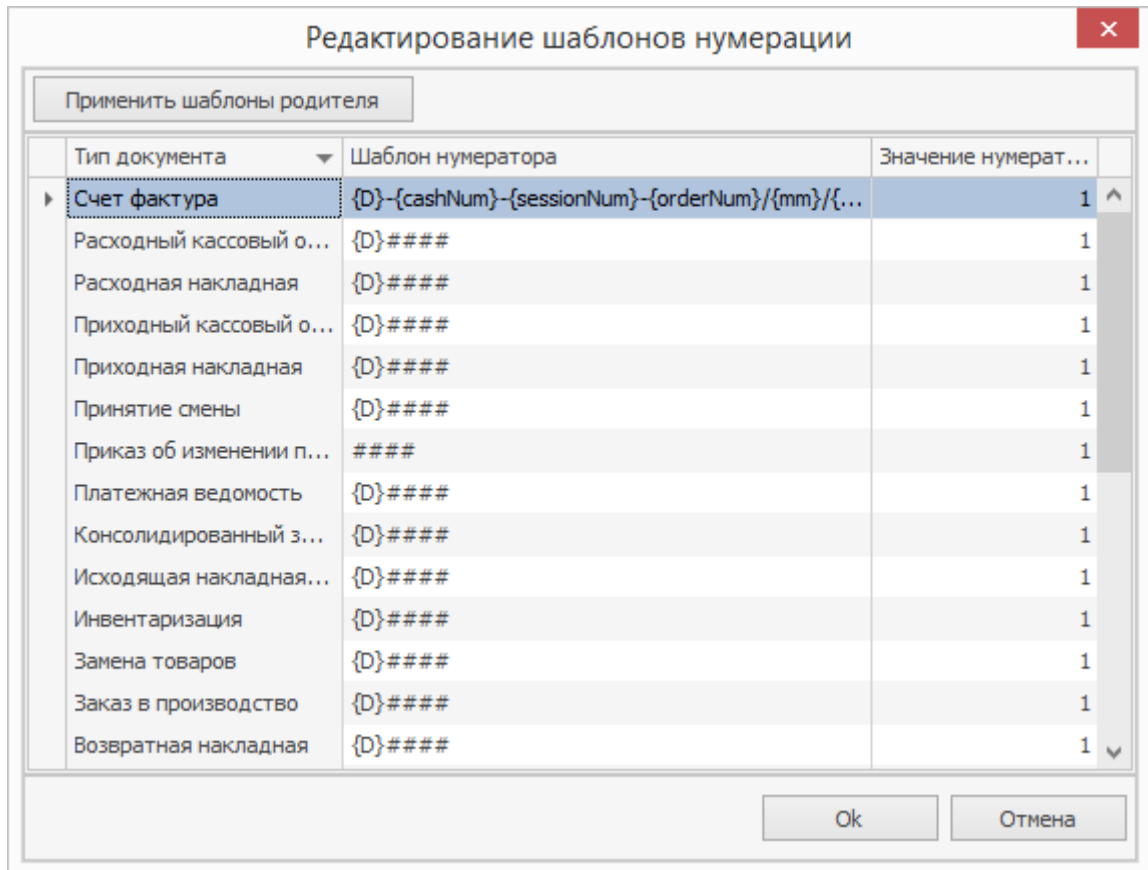 Редактирование шаблонов нумерации
Применить шаблоны родителя
Тип документа Шаблон нумератора Значение нумерат...
Счет фактура {D}-{cashNum}-{sessionNum}-{orderNum}/{mm}/{... 1
Расходный кассовый о... {D}#### 1
Расходная накладная {D}#### 1
Приходный кассовый о... {D}#### 1
Приходная накладная {D}#### 1
Принятие смены {D}#### 1
Приказ об изменении п... #### 1
Платежная ведомость {D}#### 1
Консолидированный з... {D}#### 1
Исходящая накладная... {D}#### 1
Инвентаризация {D}#### 1
Замена товаров {D}#### 1
Заказ в производство {D}#### 1
Возвратная накладная {D}#### 1
Ok Отмена